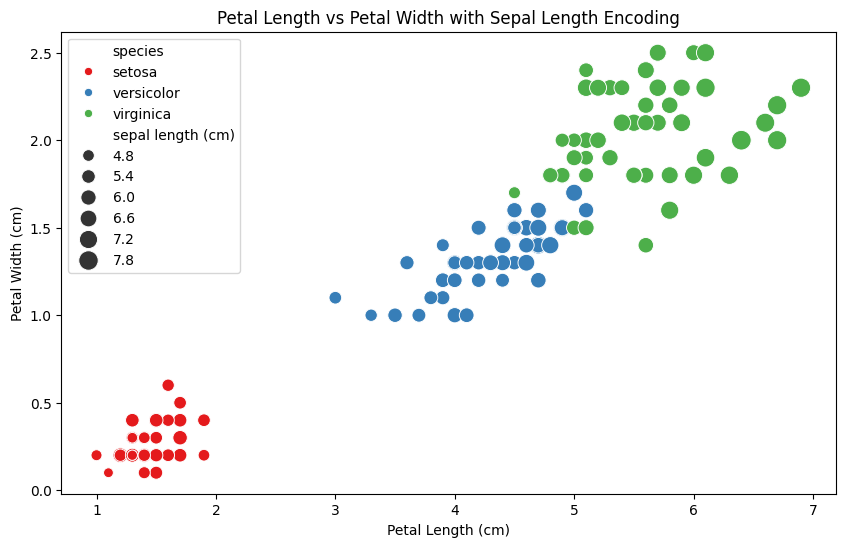 Petal Length vs Petal Width with Sepal Length Encoding
species
setosa
versicolor
virginica
sepal length (cm)
4.8
5.4
6.0
6.6
7.2
7.8
Petal Width (cm)
2.5
2.0
1.5
1.0
0.5
0.0
1 2 3 4 5 6 7
Petal Length (cm)